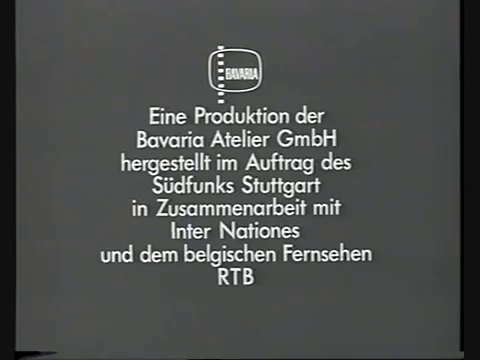 BAVARIA
Eine Produktion der
Bavaria Atelier GmbH
hergestellt im Auftrag des
Südfunks Stuttgart
in Zusammenarbeit mit
Inter Nationes
und dem belgischen Fernsehen
RTB